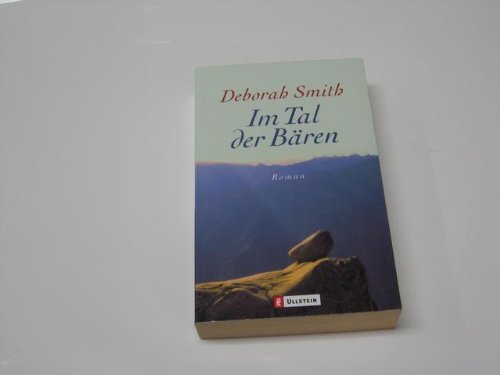 Deborah Smith
Im Tal
der Bären
Roman
ULLSTEIN